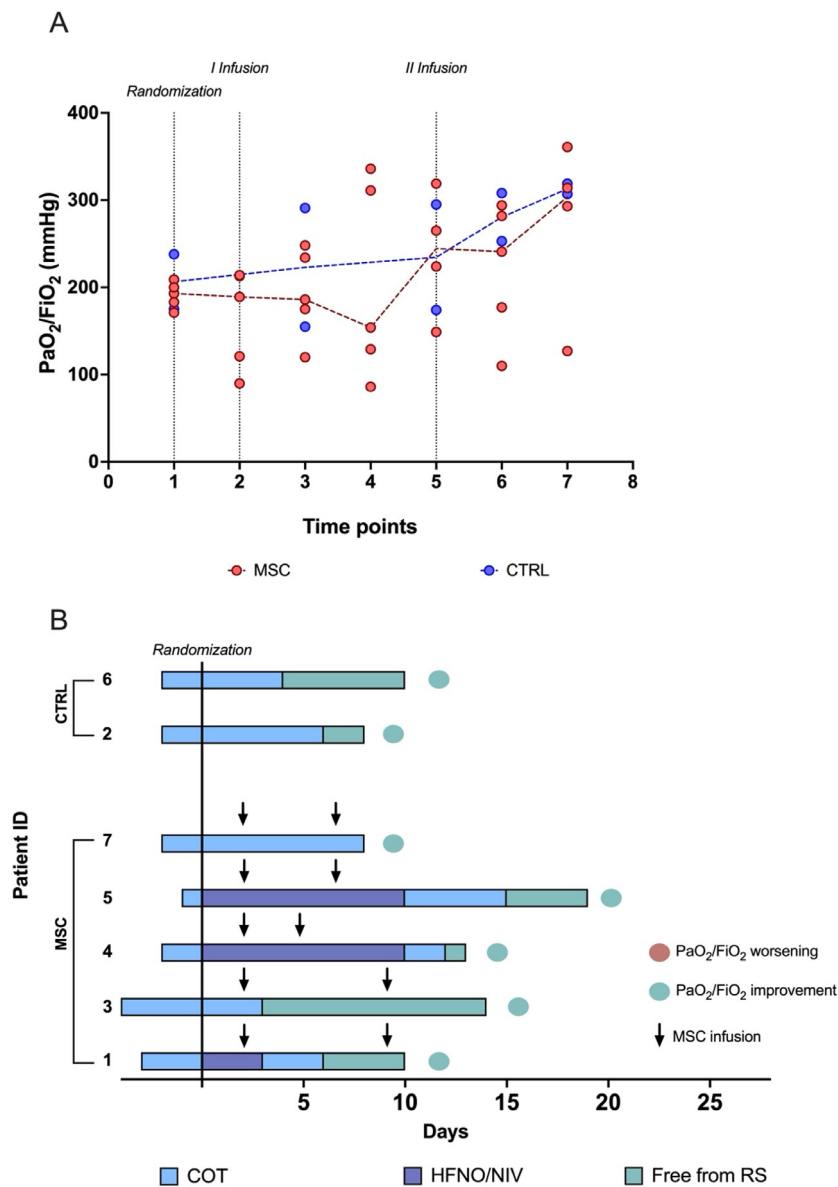 A
I Infusion
II Infusion
Randomization
PaO2/FiO2 (mmHg)
400
300
200
100
0
0 1 2 3 4 5 6 7 8
Time points
MSC CTRL
B
Randomization
Patient ID
CTRL
6
2
MSC
7
5
4
3
1
PaO2/FiO2 worsening
PaO2/FiO2 improvement
MSC infusion
5 10 15 20 25
Days
COT HFNO/NIV Free from RS